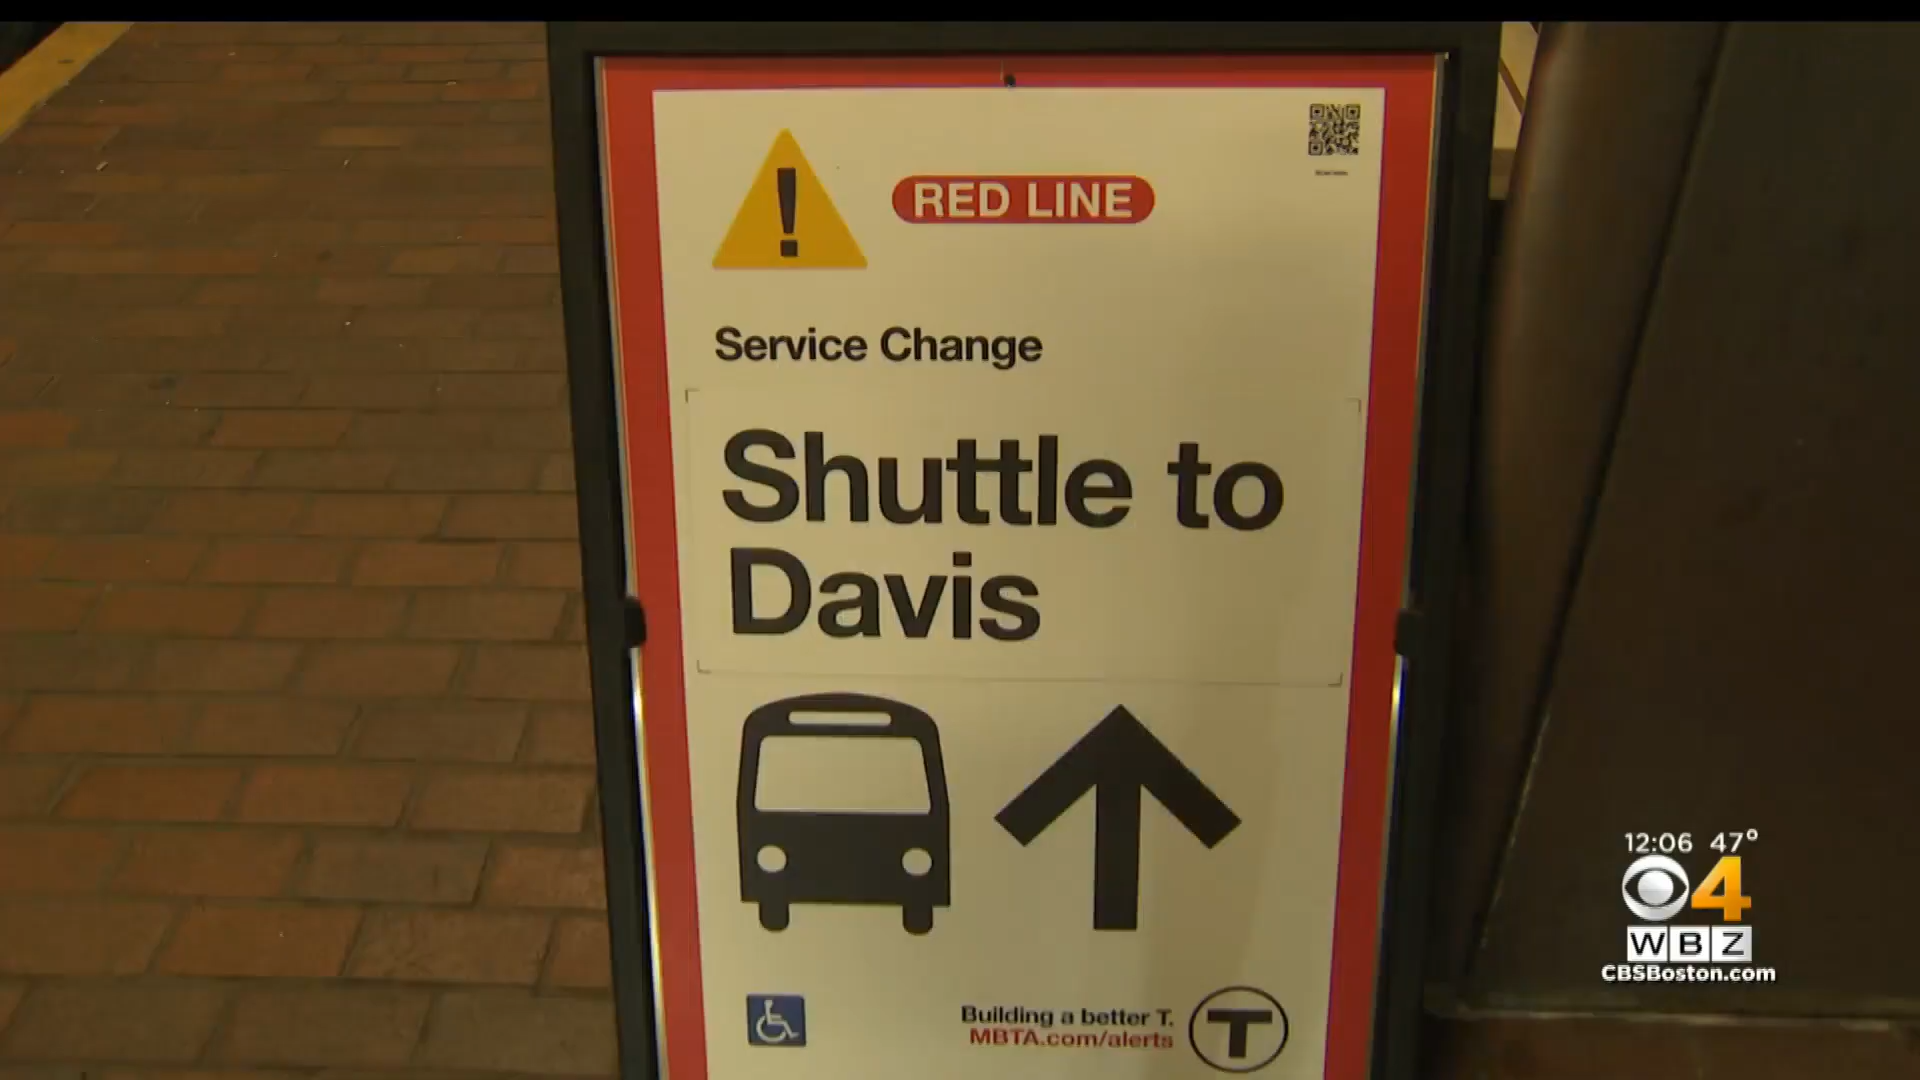 RED LINE
Service Change
Shuttle to
Davis
Building a better T.
MBTA.com/alerts
T
12:06 47°
4
WBZ
CBSBoston.com